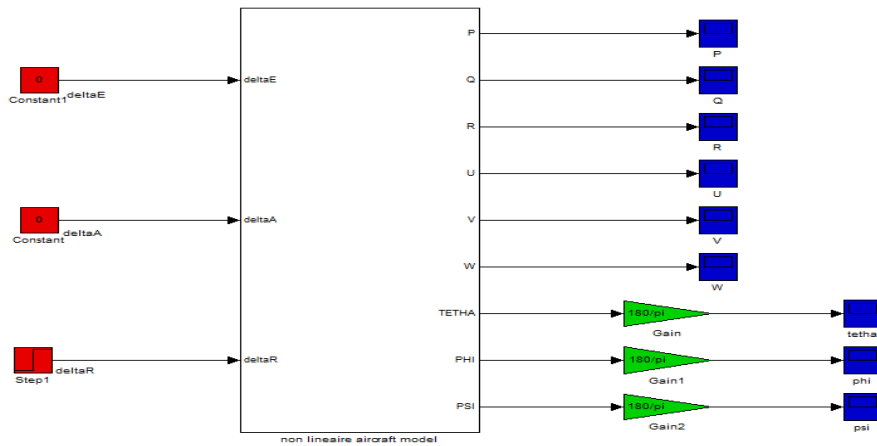 0
Constant1
deltaE
0
Constant
deltaA
Step1
deltaR
deltaE
deltaA
deltaR
P
Q
R
U
V
W
TETHA
PHI
PSI
non lineaire aircraft model
P
Q
R
U
V
W
180/pi
Gain
tetha
180/pi
Gain1
phi
180/pi
Gain2
psi